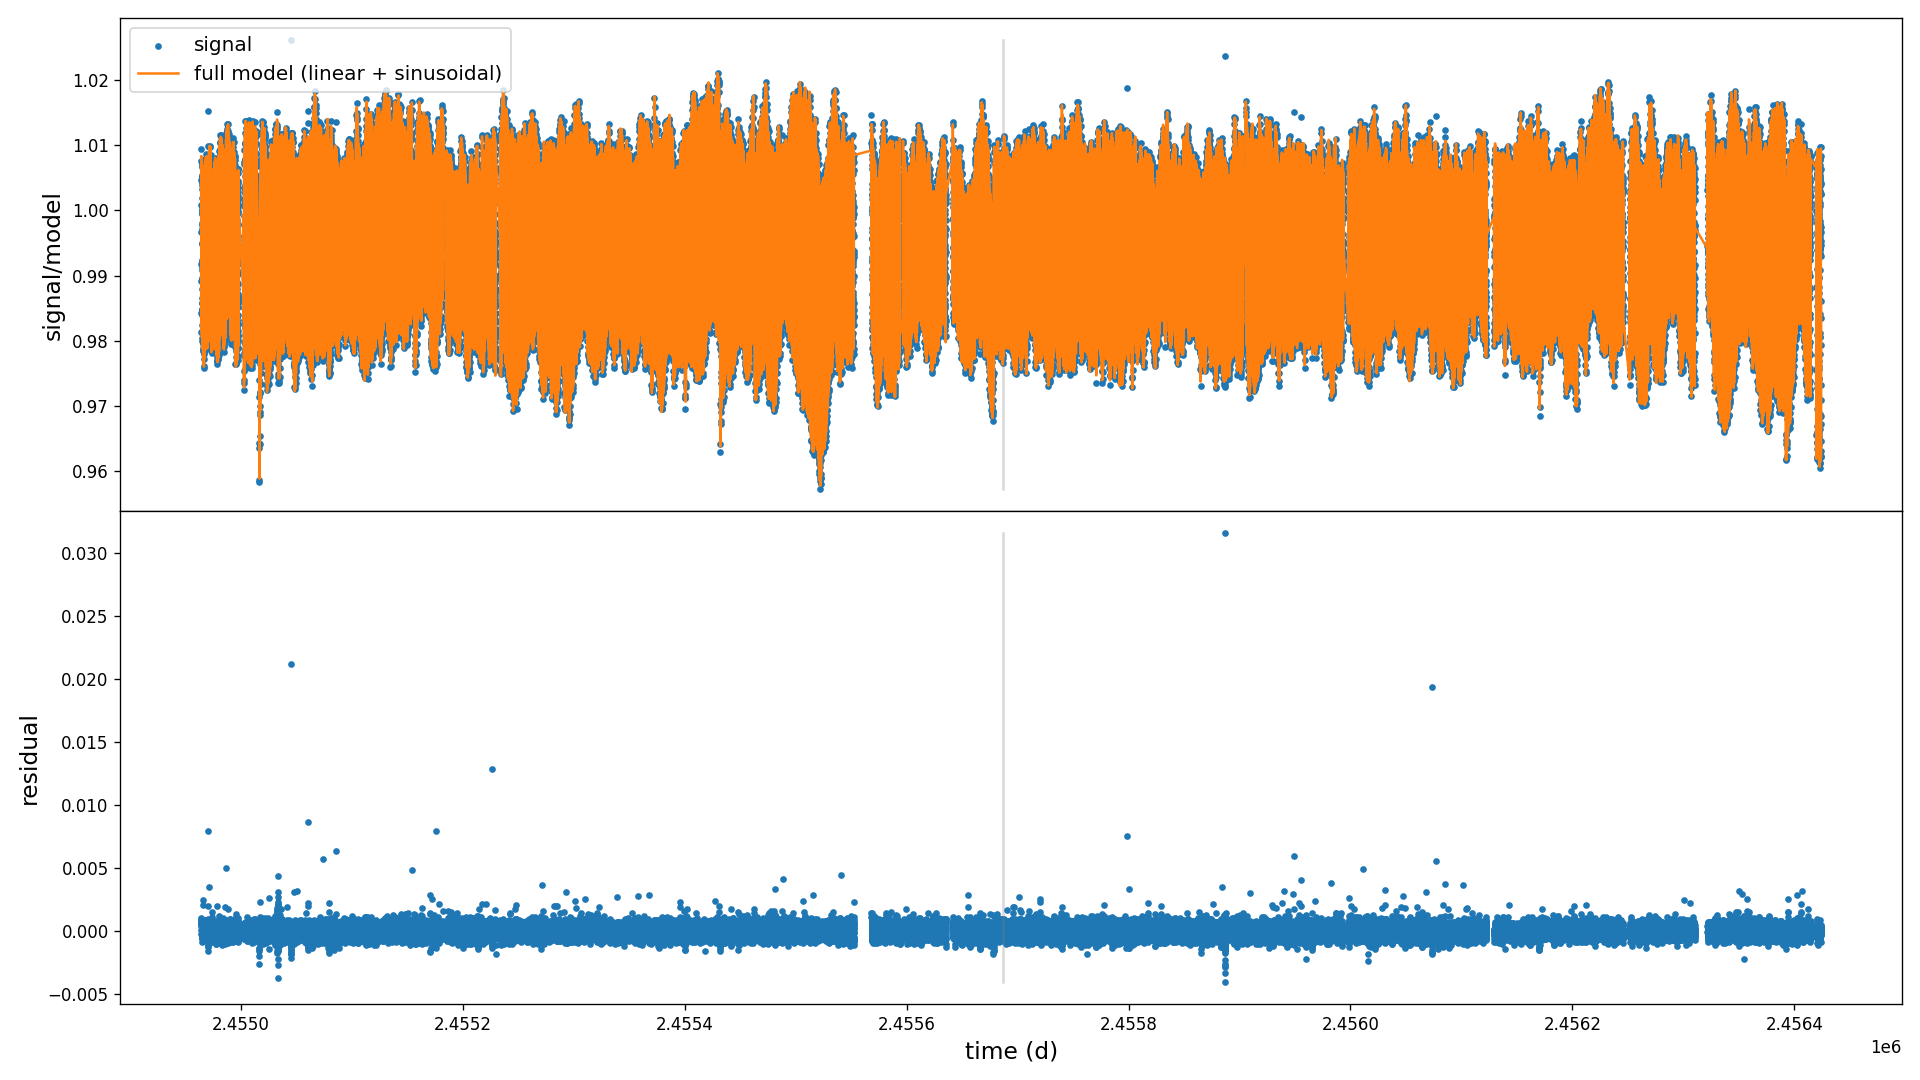 signal
full model (linear + sinusoidal)
signal/model
1.02
1.01
1.00
0.99
0.98
0.97
0.96
residual
0.030
0.025
0.020
0.015
0.010
0.005
0.000
−0.005
2.4550 2.4552 2.4554 2.4556 2.4558 2.4560 2.4562 2.4564
time (d)
1e6